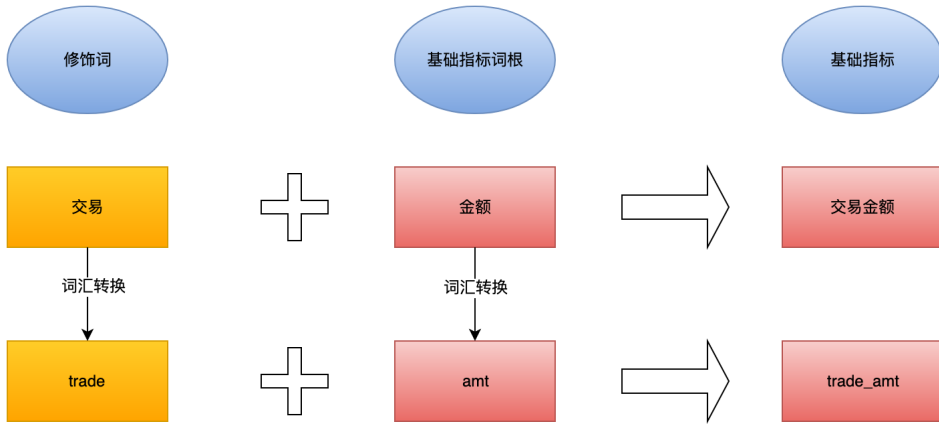 修饰词
基础指标词根
基础指标
交易
金额
交易金额
词汇转换
词汇转换
trade
amt
trade_amt